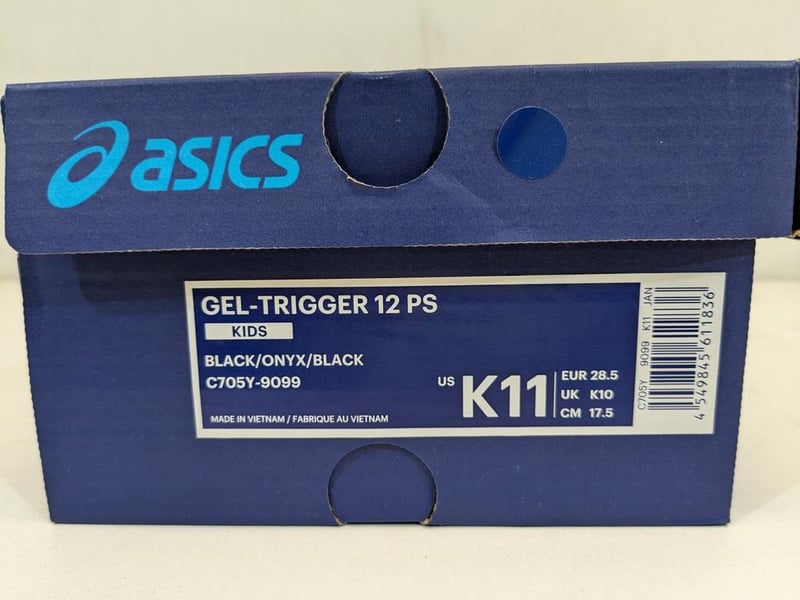 asics
GEL-TRIGGER 12 PS
KIDS
BLACK/ONYX/BLACK
C705Y-9099
MADE IN VIETNAM / FABRIQUE AU VIETNAM
US K11
EUR 28.5
UK K10
CM 17.5
C705Y 9099 K11 JAN
4 549845 611836